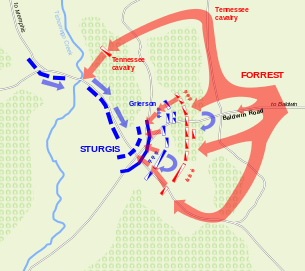 to Memphis
Tishomingo Creek
Tennessee
cavalry
Tennessee
cavalry
FORREST
Grierson
to Baldwin
Baldwin Road
STURGIS